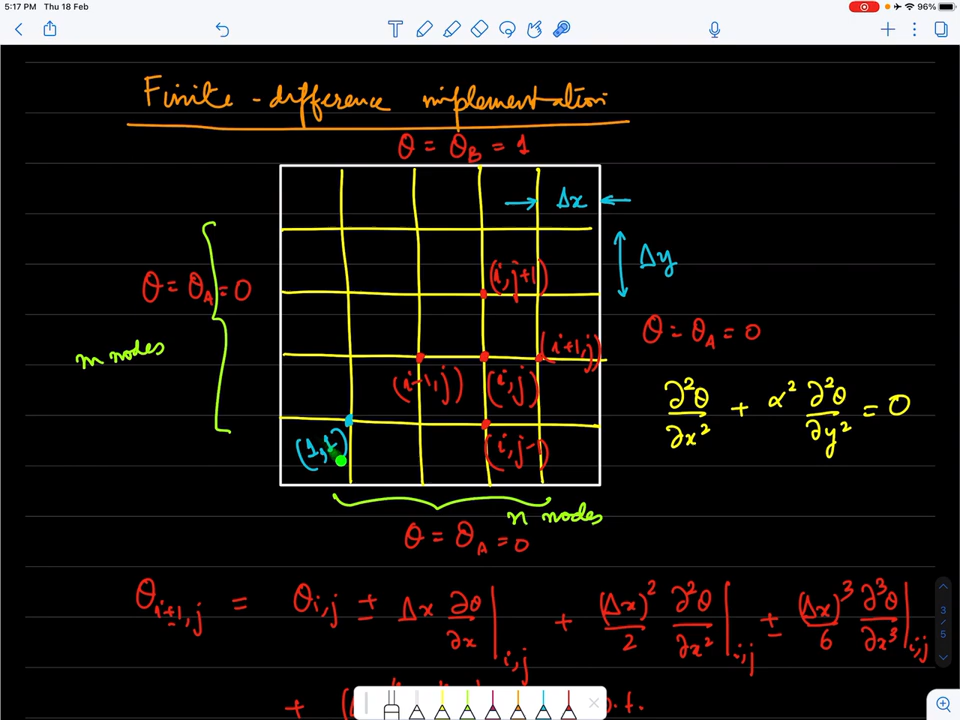 5:17 PM Thu 18 Feb 96%
Finite-difference implementation
θ = θ_B = 1
Δx
Δy
(i, j+1)
θ = θ_A = 0
θ = θ_A = 0
m nodes
(i-1, j) (i, j) (i+1, j)
∂²θ/∂x² + α² ∂²θ/∂y² = 0
(1, 1) (i, j-1)
n nodes
θ = θ_A = 0
θ_{i±1,j} = θ_{i,j} ± Δx ∂θ/∂x|_{i,j} + (Δx)²/2 ∂²θ/∂x²|_{i,j} ± (Δx)³/6 ∂³θ/∂x³|_{i,j}
+
3/5